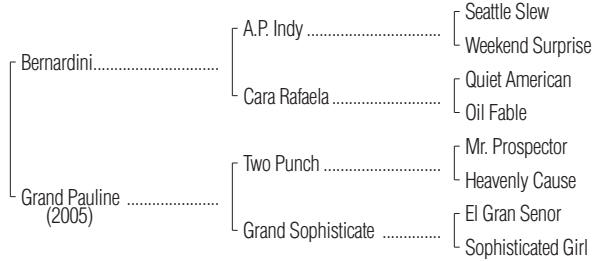 Seattle Slew
A.P. Indy ..............................
Weekend Surprise
Bernardini............................
Quiet American
Cara Rafaela ........................
Oil Fable
Mr. Prospector
Two Punch ..........................
Heavenly Cause
Grand Pauline ....................
(2005)
El Gran Senor
Grand Sophisticate .............
Sophisticated Girl